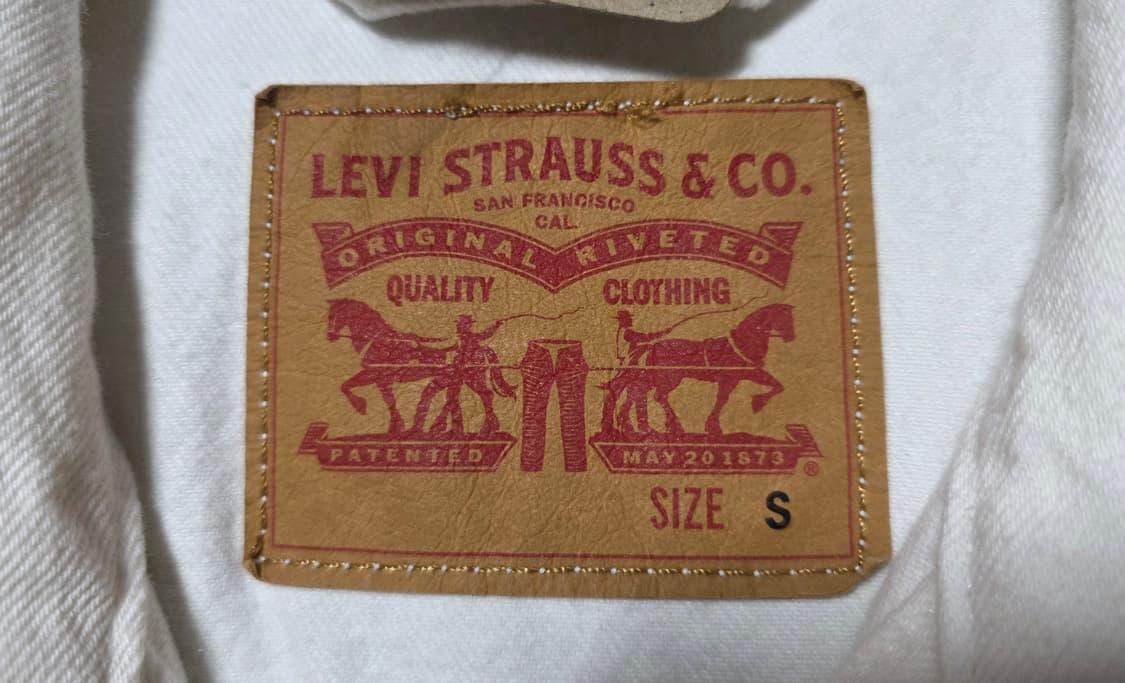 LEVI STRAUSS & CO.
SAN FRANCISCO
CAL.
ORIGINAL RIVETED
QUALITY CLOTHING
PATENTED MAY 20 1873 ®
SIZE S